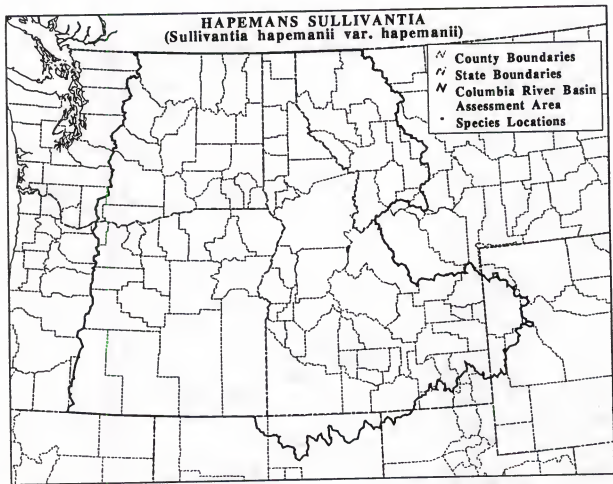 HAPEMANS SULLIVANTIA
(Sullivantia hapemanii var. hapemanii)
County Boundaries
State Boundaries
Columbia River Basin
Assessment Area
Species Locations